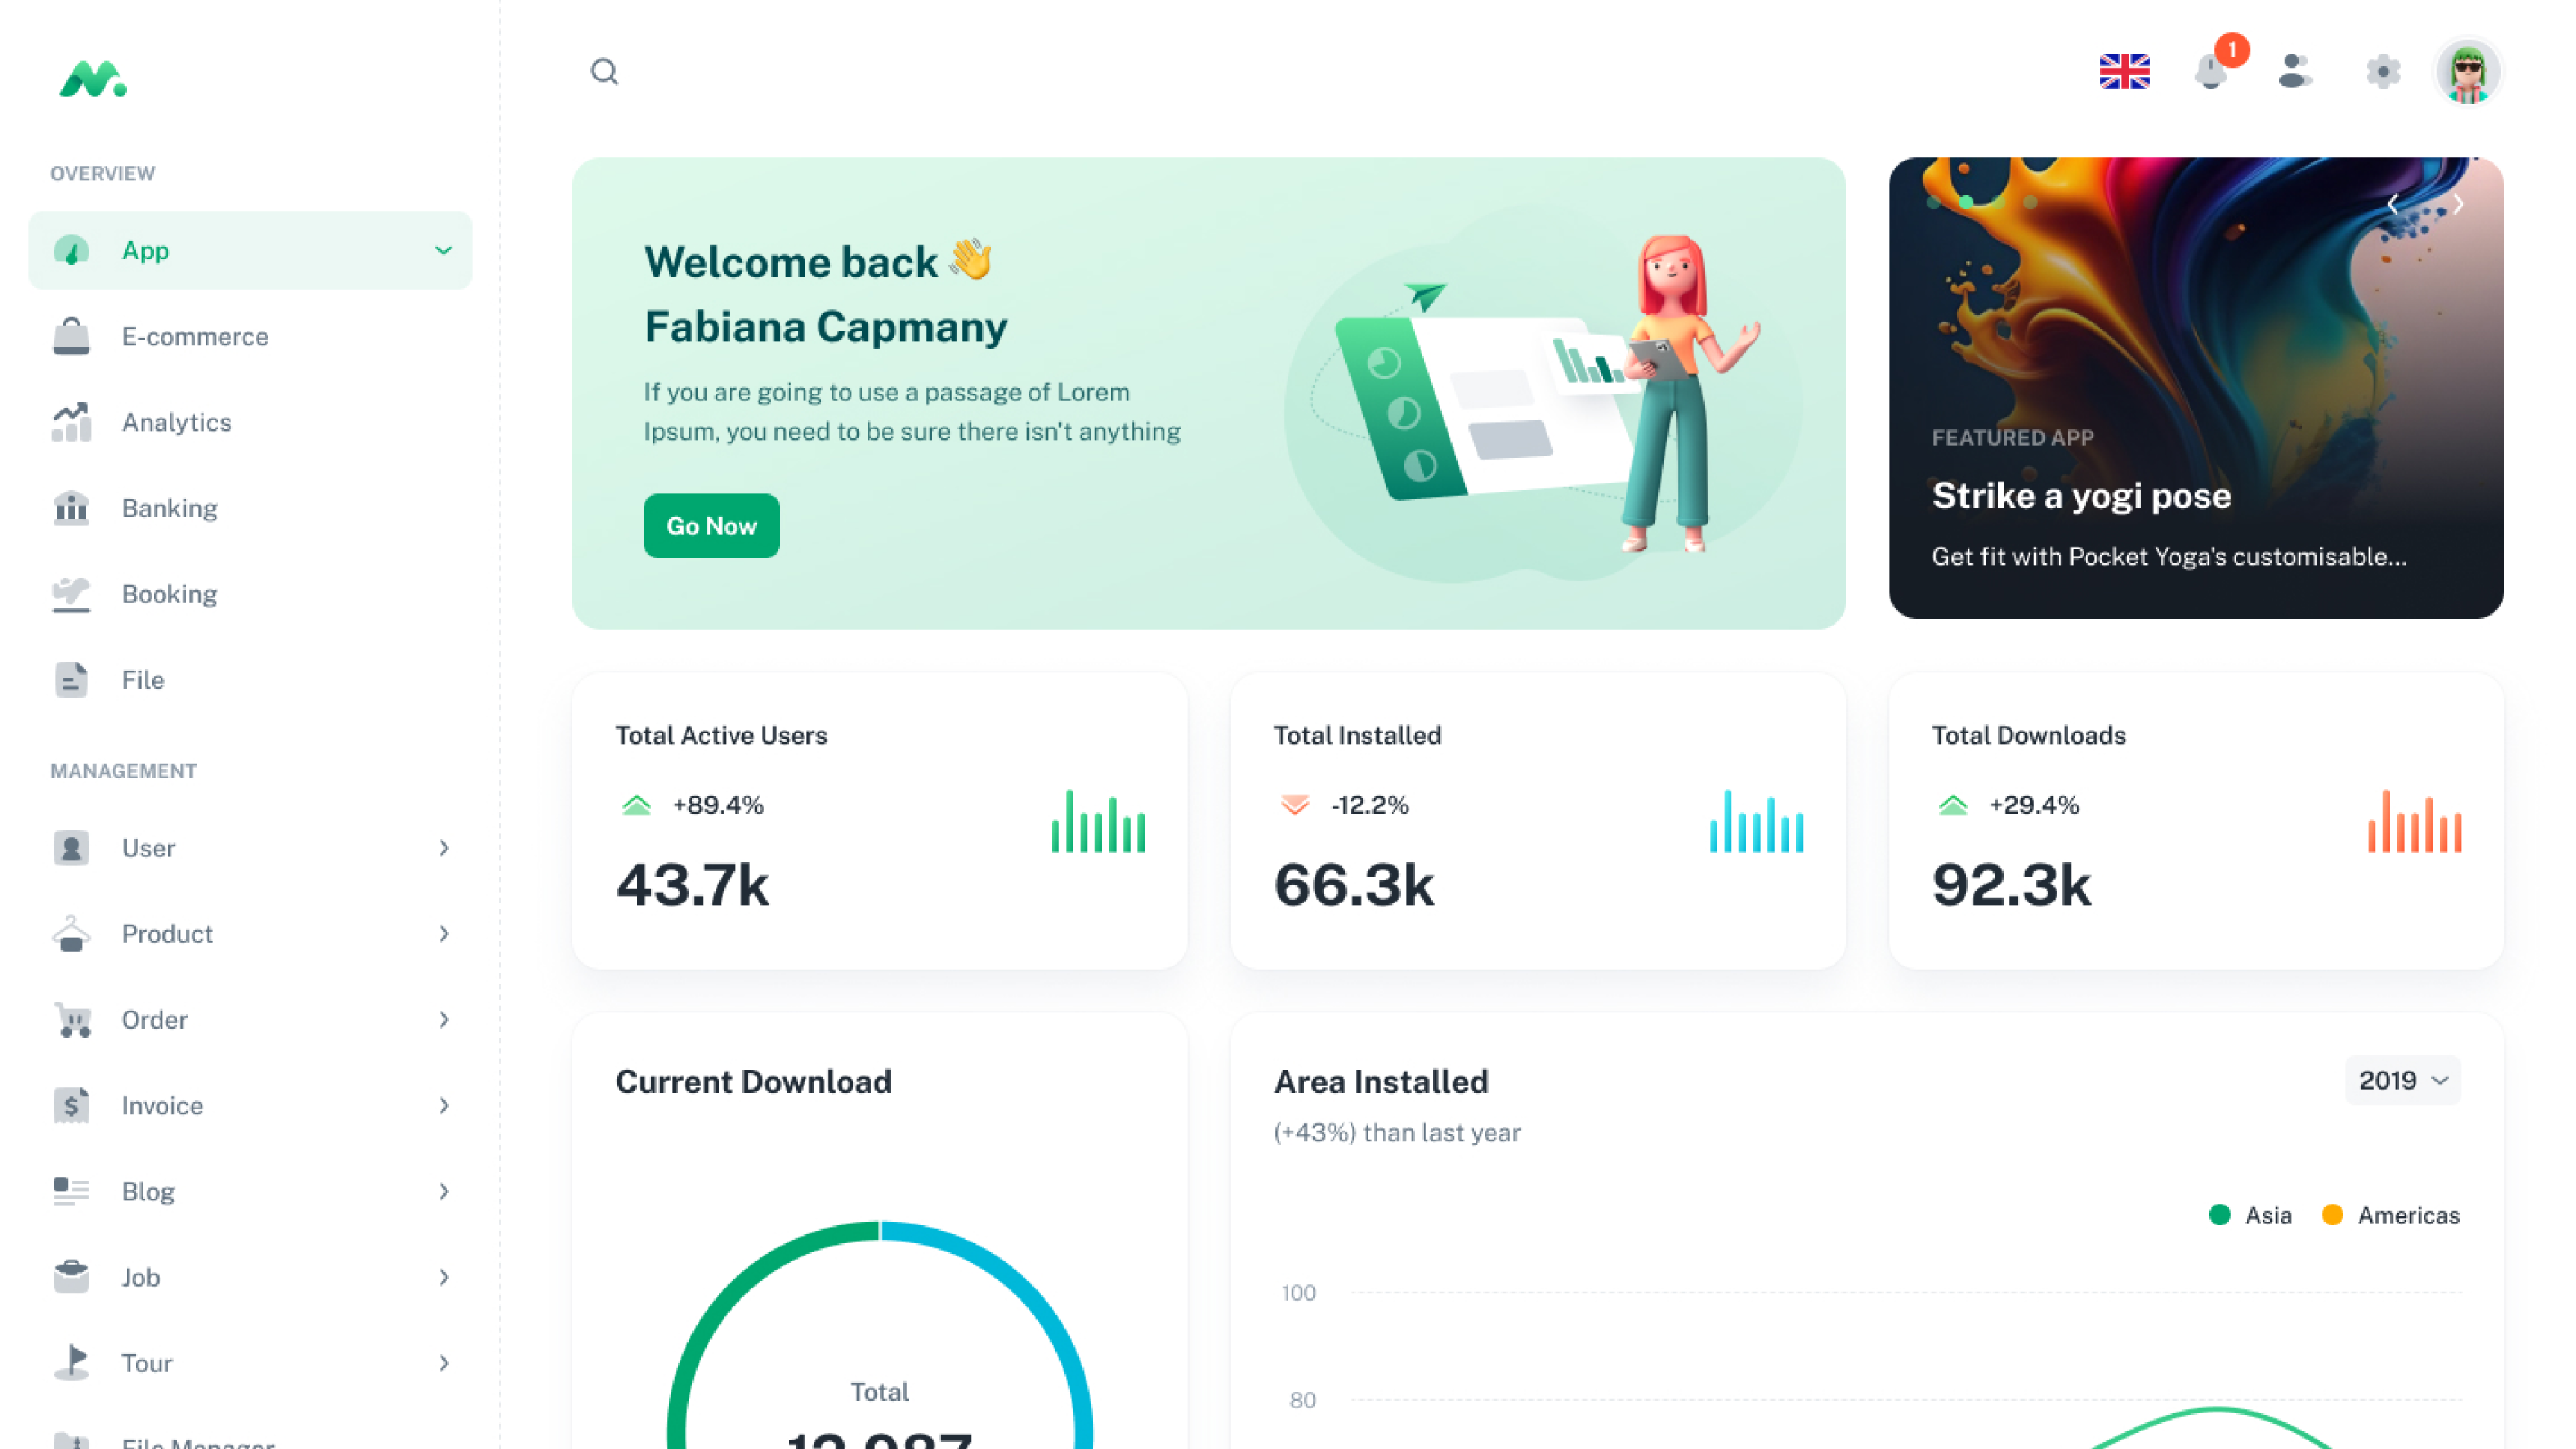 1
OVERVIEW
App
E-commerce
Analytics
Banking
Booking
File
MANAGEMENT
User
Product
Order
Invoice
Blog
Job
Tour
File Manager
Welcome back 👋
Fabiana Capmany
If you are going to use a passage of Lorem
Ipsum, you need to be sure there isn't anything
Go Now
FEATURED APP
Strike a yogi pose
Get fit with Pocket Yoga's customisable...
Total Active Users
+89.4%
43.7k
Total Installed
-12.2%
66.3k
Total Downloads
+29.4%
92.3k
Current Download
Total
Area Installed
2019
(+43%) than last year
Asia
Americas
100
80